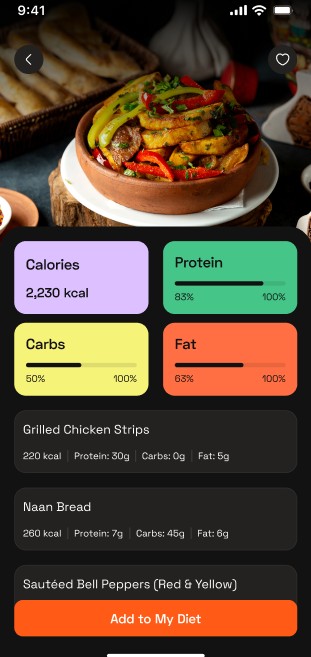 9:41
Calories
2,230 kcal
Protein
83% 100%
Carbs
50% 100%
Fat
63% 100%
Grilled Chicken Strips
220 kcal | Protein: 30g | Carbs: 0g | Fat: 5g
Naan Bread
260 kcal | Protein: 7g | Carbs: 45g | Fat: 6g
Sautéed Bell Peppers (Red & Yellow)
Add to My Diet